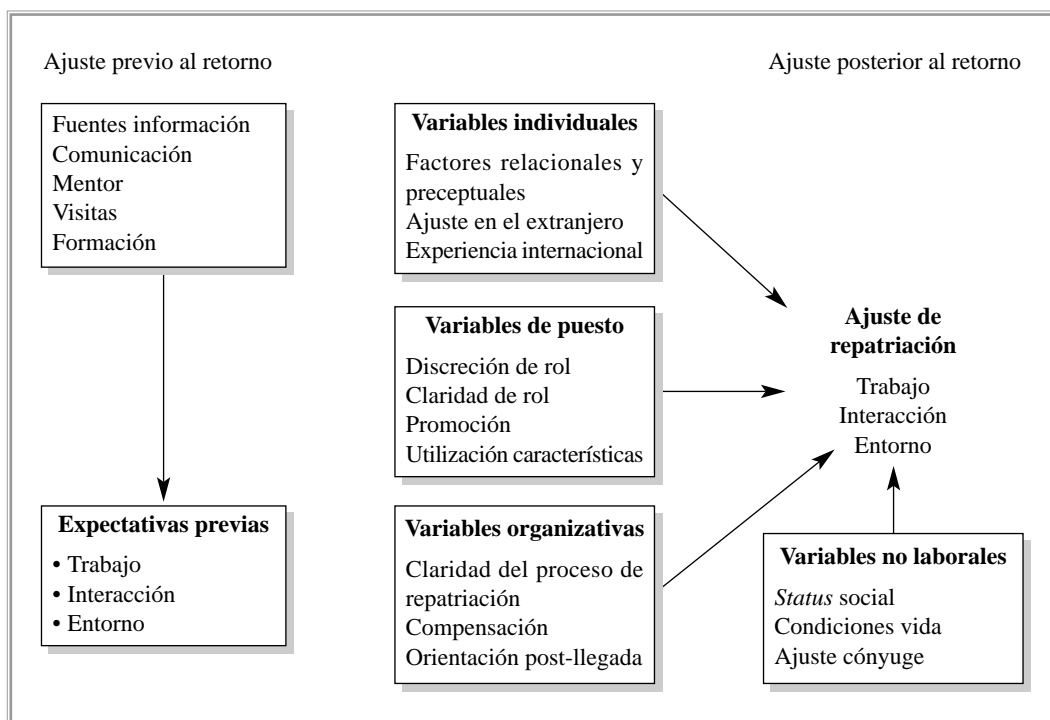 Ajuste previo al retorno
Ajuste posterior al retorno
Fuentes información
Comunicación
Mentor
Visitas
Formación
Expectativas previas
• Trabajo
• Interacción
• Entorno
Variables individuales
Factores relacionales y
preceptuales
Ajuste en el extranjero
Experiencia internacional
Variables de puesto
Discreción de rol
Claridad de rol
Promoción
Utilización características
Variables organizativas
Claridad del proceso de
repatriación
Compensación
Orientación post-llegada
Ajuste de
repatriación
Trabajo
Interacción
Entorno
Variables no laborales
Status social
Condiciones vida
Ajuste cónyuge